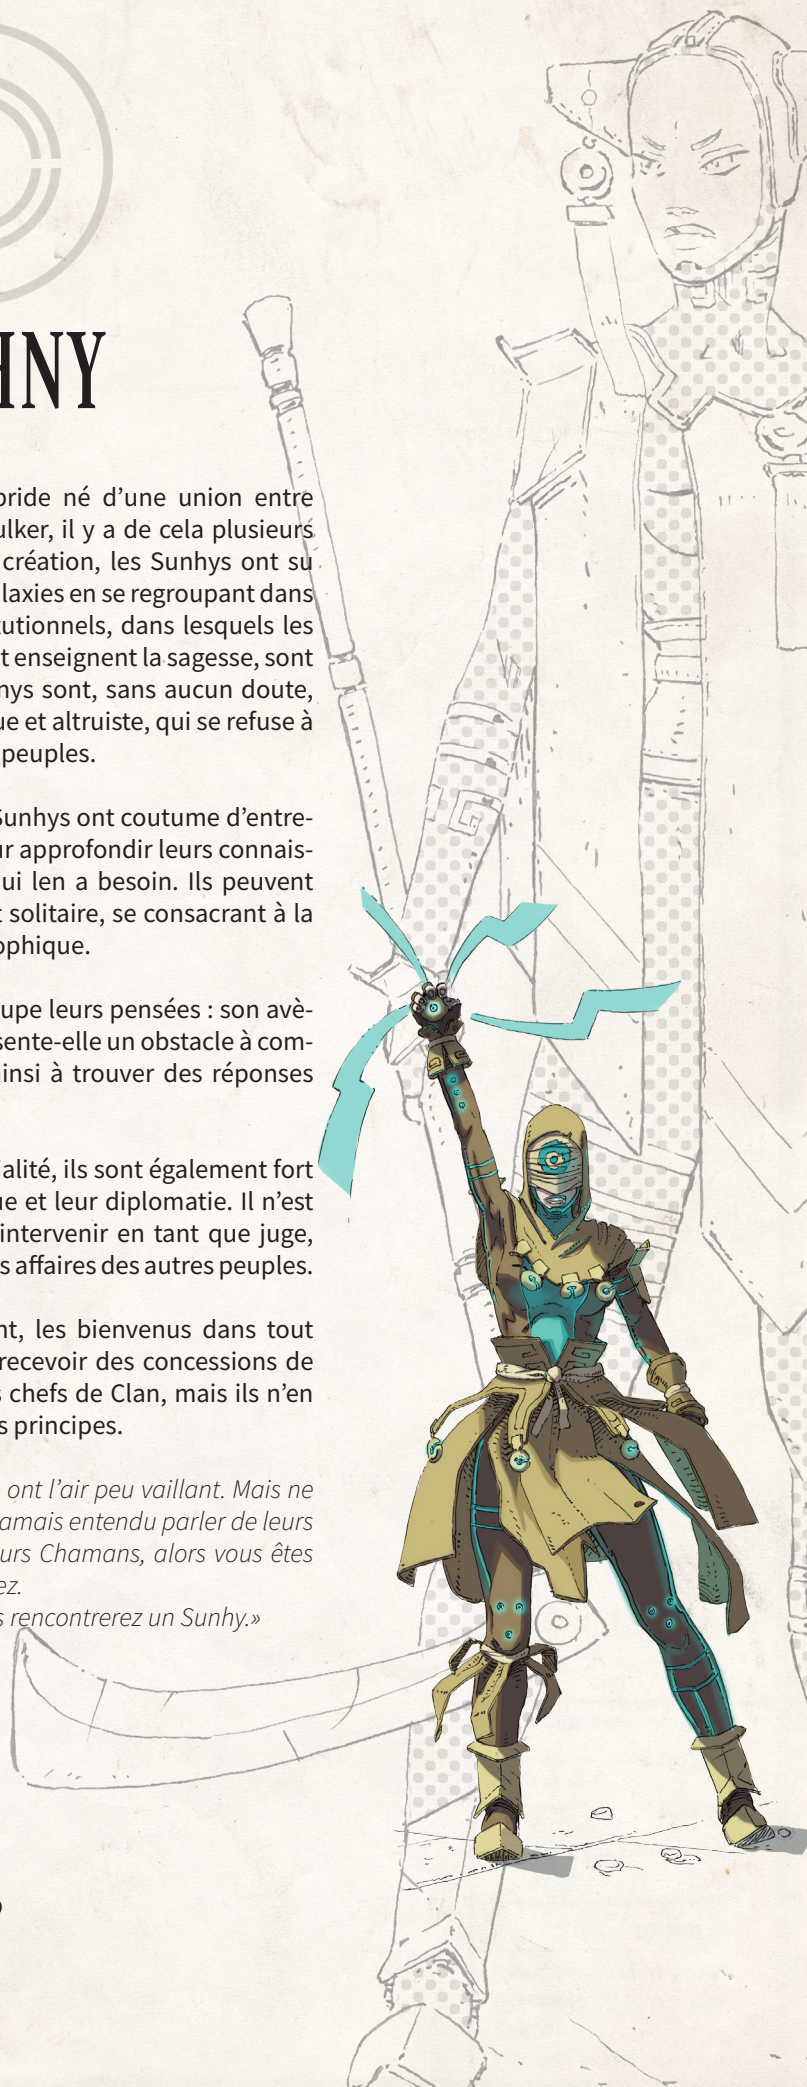 HNY
bride né d’une union entre
ulker, il y a de cela plusieurs
création, les Sunhys ont su
laxies en se regroupant dans
tutionnels, dans lesquels les
t enseignent la sagesse, sont
nys sont, sans aucun doute,
ue et altruiste, qui se refuse à
peuples.
Sunhys ont coutume d’entre-
ur approfondir leurs connais-
ui len a besoin. Ils peuvent
t solitaire, se consacrant à la
ophique.
upe leurs pensées : son avè-
sente-elle un obstacle à com-
ainsi à trouver des réponses
ialité, ils sont également fort
ue et leur diplomatie. Il n’est
intervenir en tant que juge,
s affaires des autres peuples.
nt, les bienvenus dans tout
recevoir des concessions de
s chefs de Clan, mais ils n’en
s principes.
ont l’air peu vaillant. Mais ne
amais entendu parler de leurs
urs Chamans, alors vous êtes
ez.
s rencontrerez un Sunhy.»